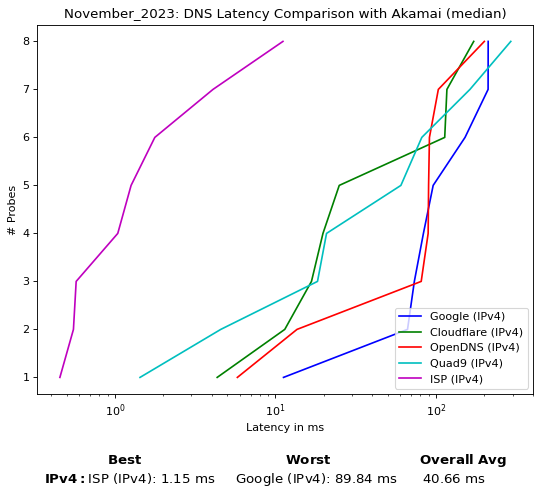 November_2023: DNS Latency Comparison with Akamai (median)
8
7
6
5
4
3
2
1
# Probes
Google (IPv4)
Cloudflare (IPv4)
OpenDNS (IPv4)
Quad9 (IPv4)
ISP (IPv4)
10⁰ 10¹ 10²
Latency in ms
Best Worst Overall Avg
IPv4: ISP (IPv4): 1.15 ms Google (IPv4): 89.84 ms 40.66 ms